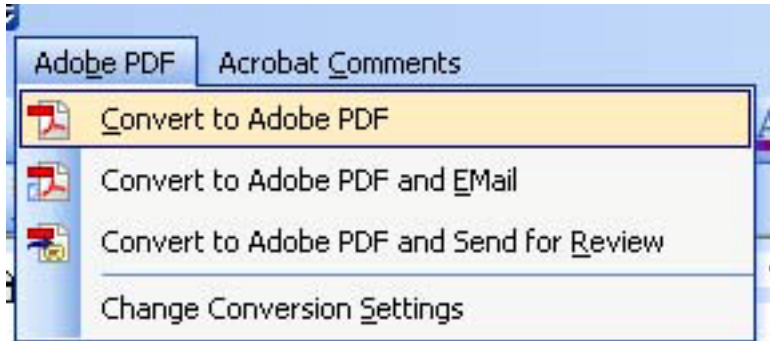 Adobe PDF Acrobat Comments
Convert to Adobe PDF
Convert to Adobe PDF and EMail
Convert to Adobe PDF and Send for Review
Change Conversion Settings